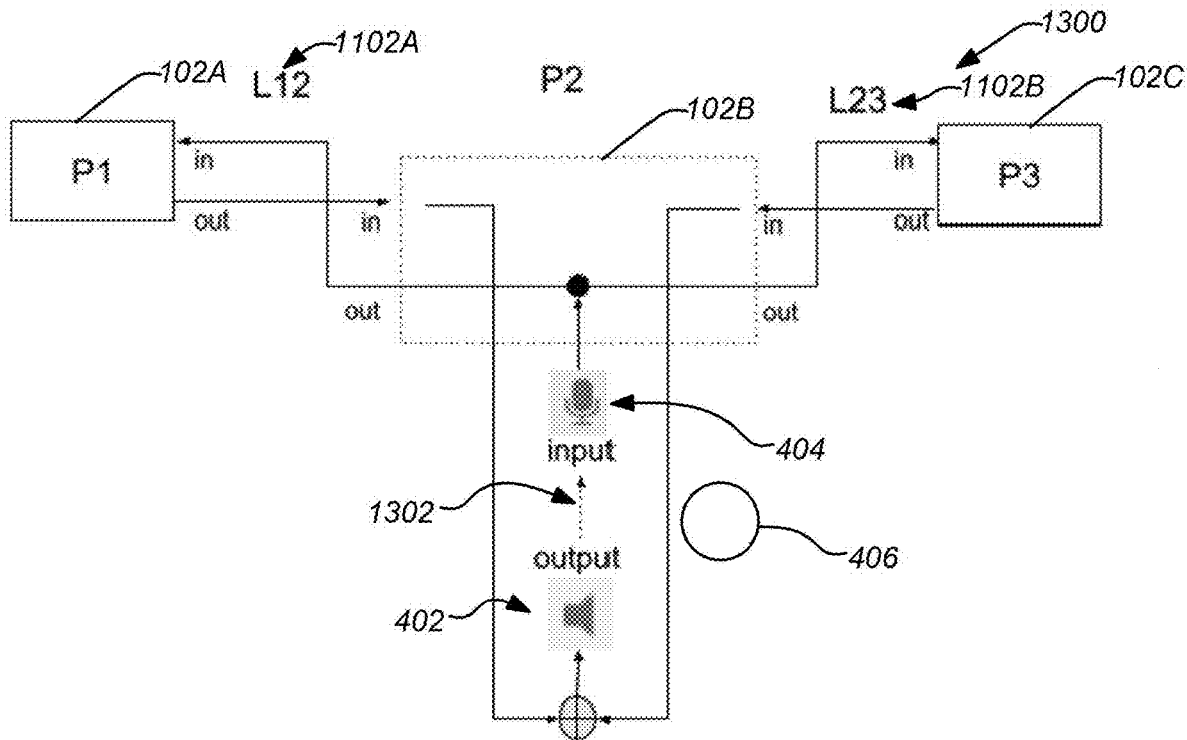 1102A
1300
102A
L12
P2
102B
L23
1102B
102C
P1
in
out
in
out
in
out
in
out
P3
404
input
1302
output
406
402